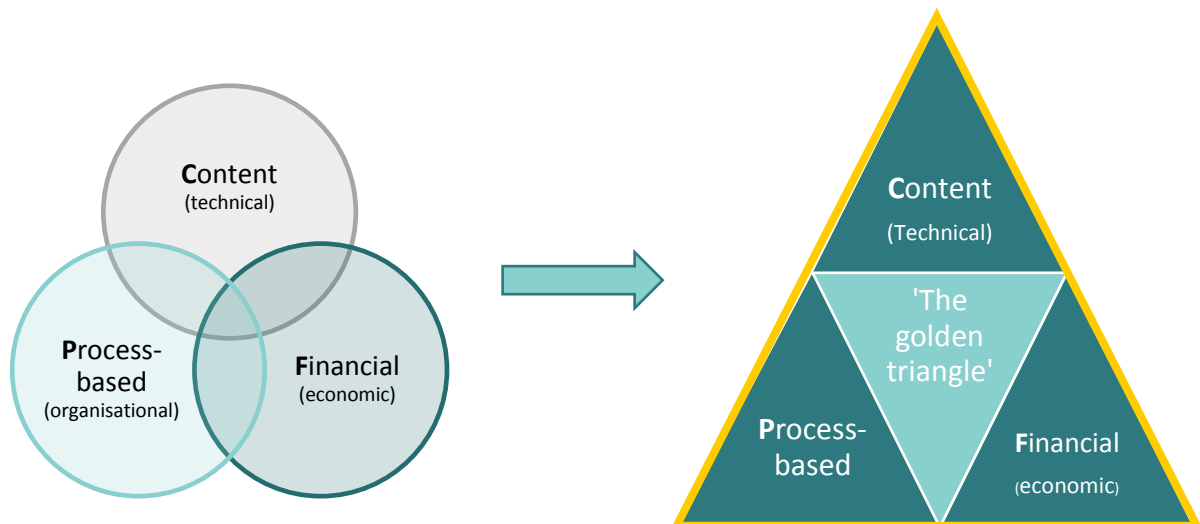 Content
(technical)
Process-
based
(organisational)
Financial
(economic)
Content
(Technical)
'The
golden
triangle'
Process-
based
Financial
(economic)